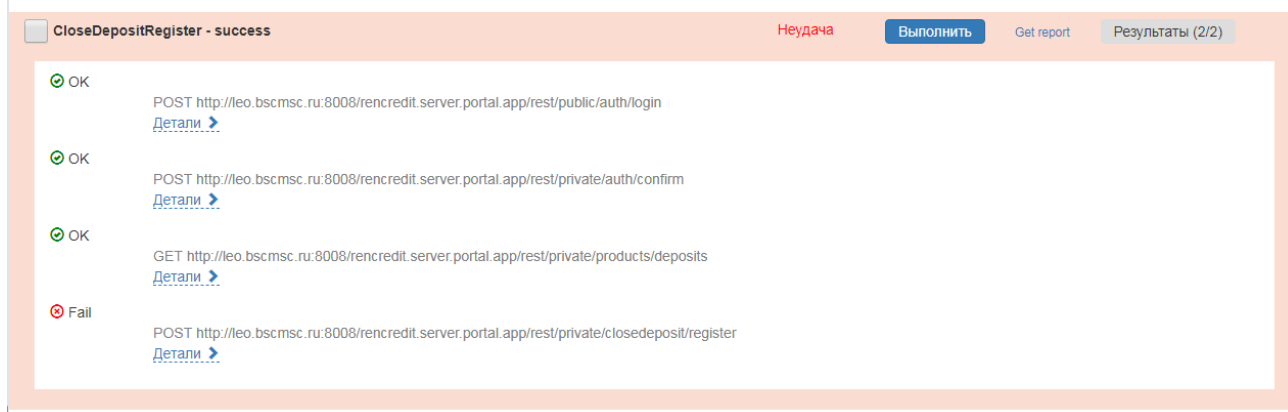 CloseDepositRegister - success Неудача Выполнить Get report Результаты (2/2)
OK
POST http://leo.bscmsc.ru:8008/rencredit.server.portal.app/rest/public/auth/login
Детали
OK
POST http://leo.bscmsc.ru:8008/rencredit.server.portal.app/rest/private/auth/confirm
Детали
OK
GET http://leo.bscmsc.ru:8008/rencredit.server.portal.app/rest/private/products/deposits
Детали
Fail
POST http://leo.bscmsc.ru:8008/rencredit.server.portal.app/rest/private/closedeposit/register
Детали